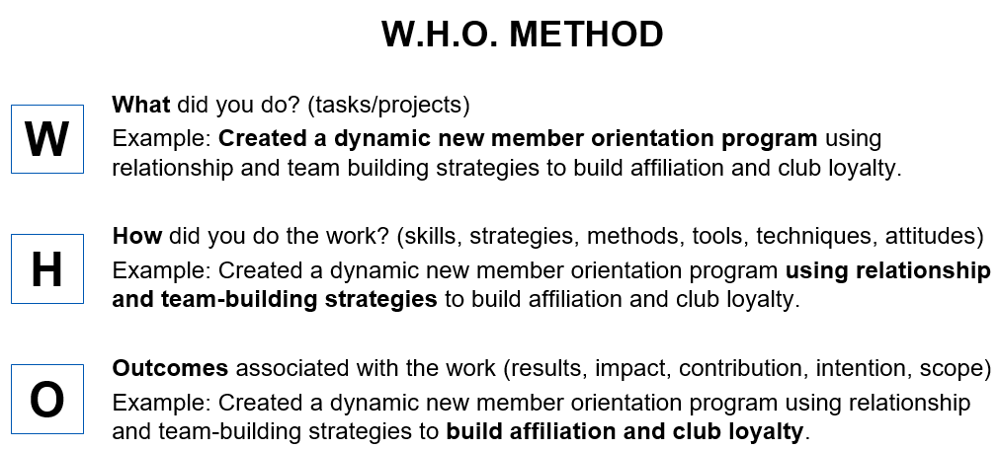 W.H.O. METHOD
W
What did you do? (tasks/projects)
Example: Created a dynamic new member orientation program using
relationship and team building strategies to build affiliation and club loyalty.
H
How did you do the work? (skills, strategies, methods, tools, techniques, attitudes)
Example: Created a dynamic new member orientation program using relationship
and team-building strategies to build affiliation and club loyalty.
O
Outcomes associated with the work (results, impact, contribution, intention, scope)
Example: Created a dynamic new member orientation program using relationship
and team-building strategies to build affiliation and club loyalty.